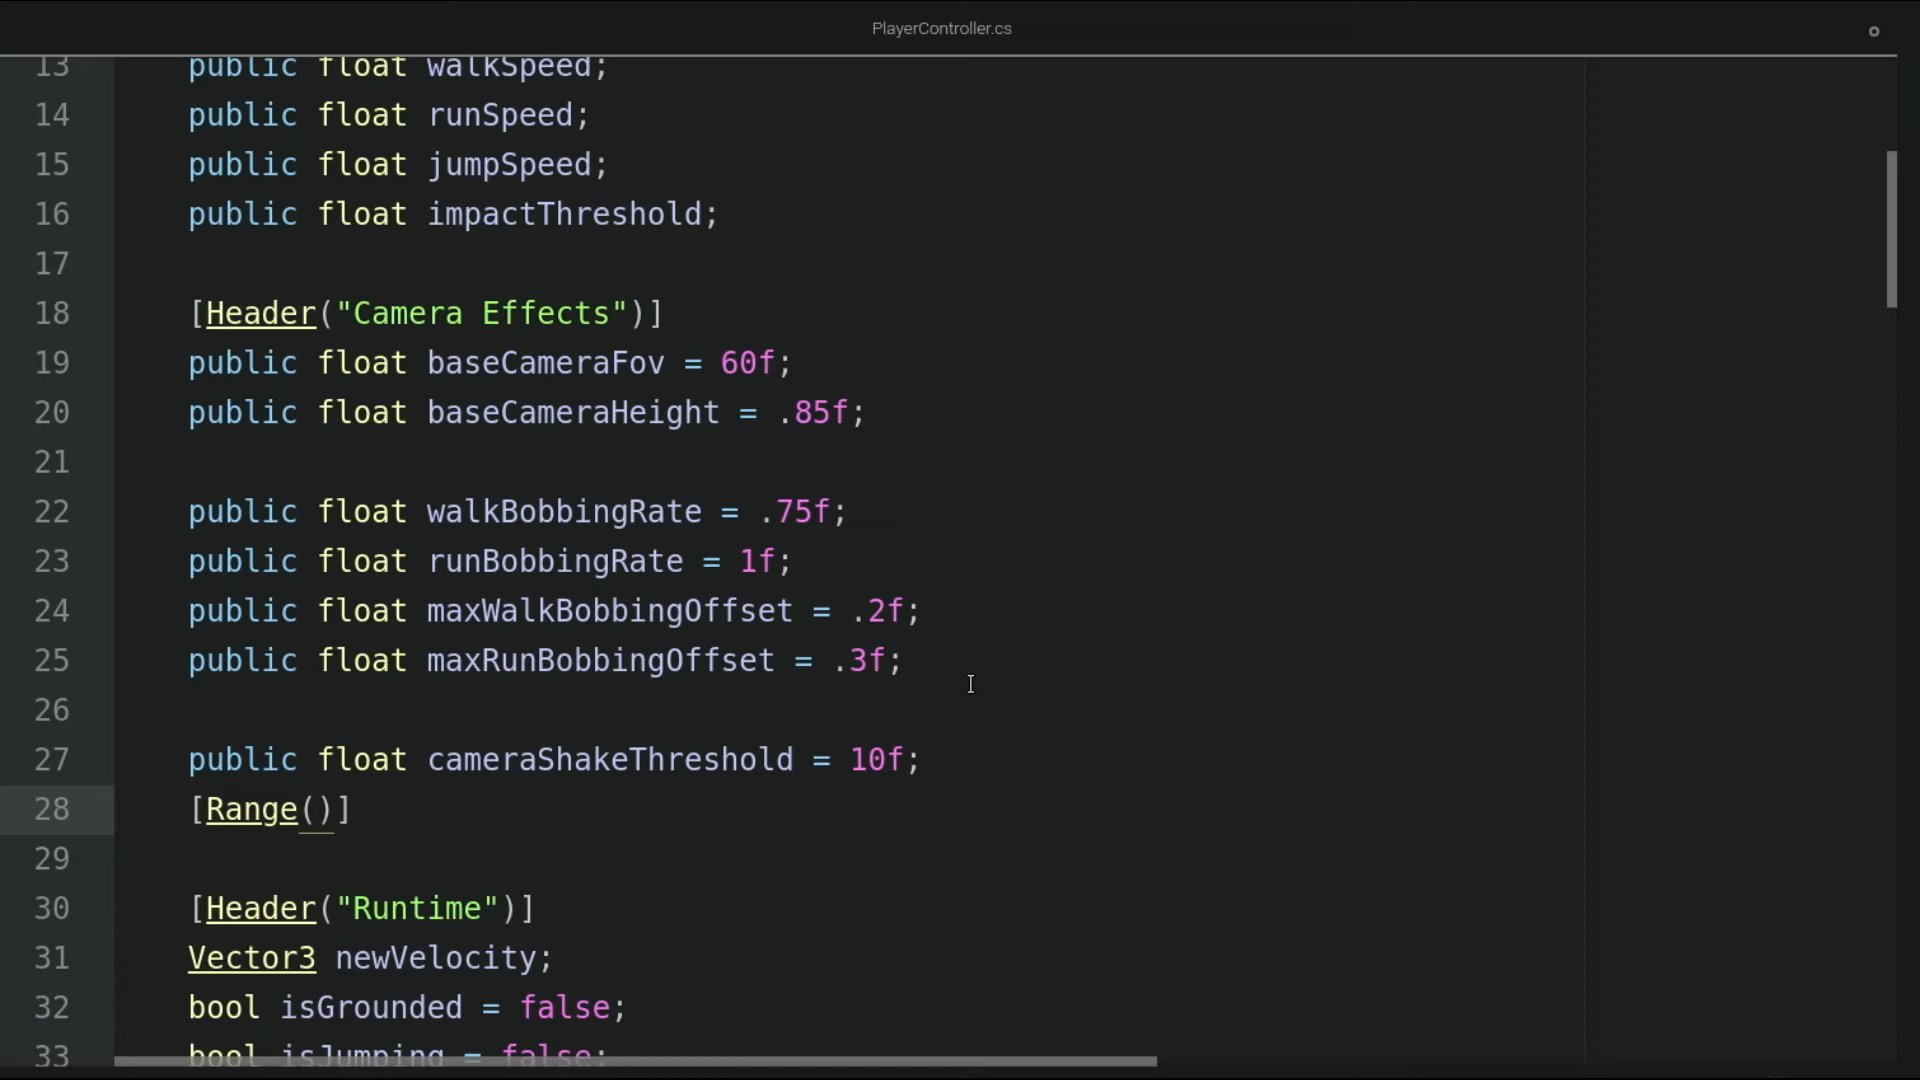 PlayerController.cs
13 public float walkSpeed;
14 public float runSpeed;
15 public float jumpSpeed;
16 public float impactThreshold;
17
18 [Header("Camera Effects")]
19 public float baseCameraFov = 60f;
20 public float baseCameraHeight = .85f;
21
22 public float walkBobbingRate = .75f;
23 public float runBobbingRate = 1f;
24 public float maxWalkBobbingOffset = .2f;
25 public float maxRunBobbingOffset = .3f;
26
27 public float cameraShakeThreshold = 10f;
28 [Range()]
29
30 [Header("Runtime")]
31 Vector3 newVelocity;
32 bool isGrounded = false;
33 bool isJumping = false;